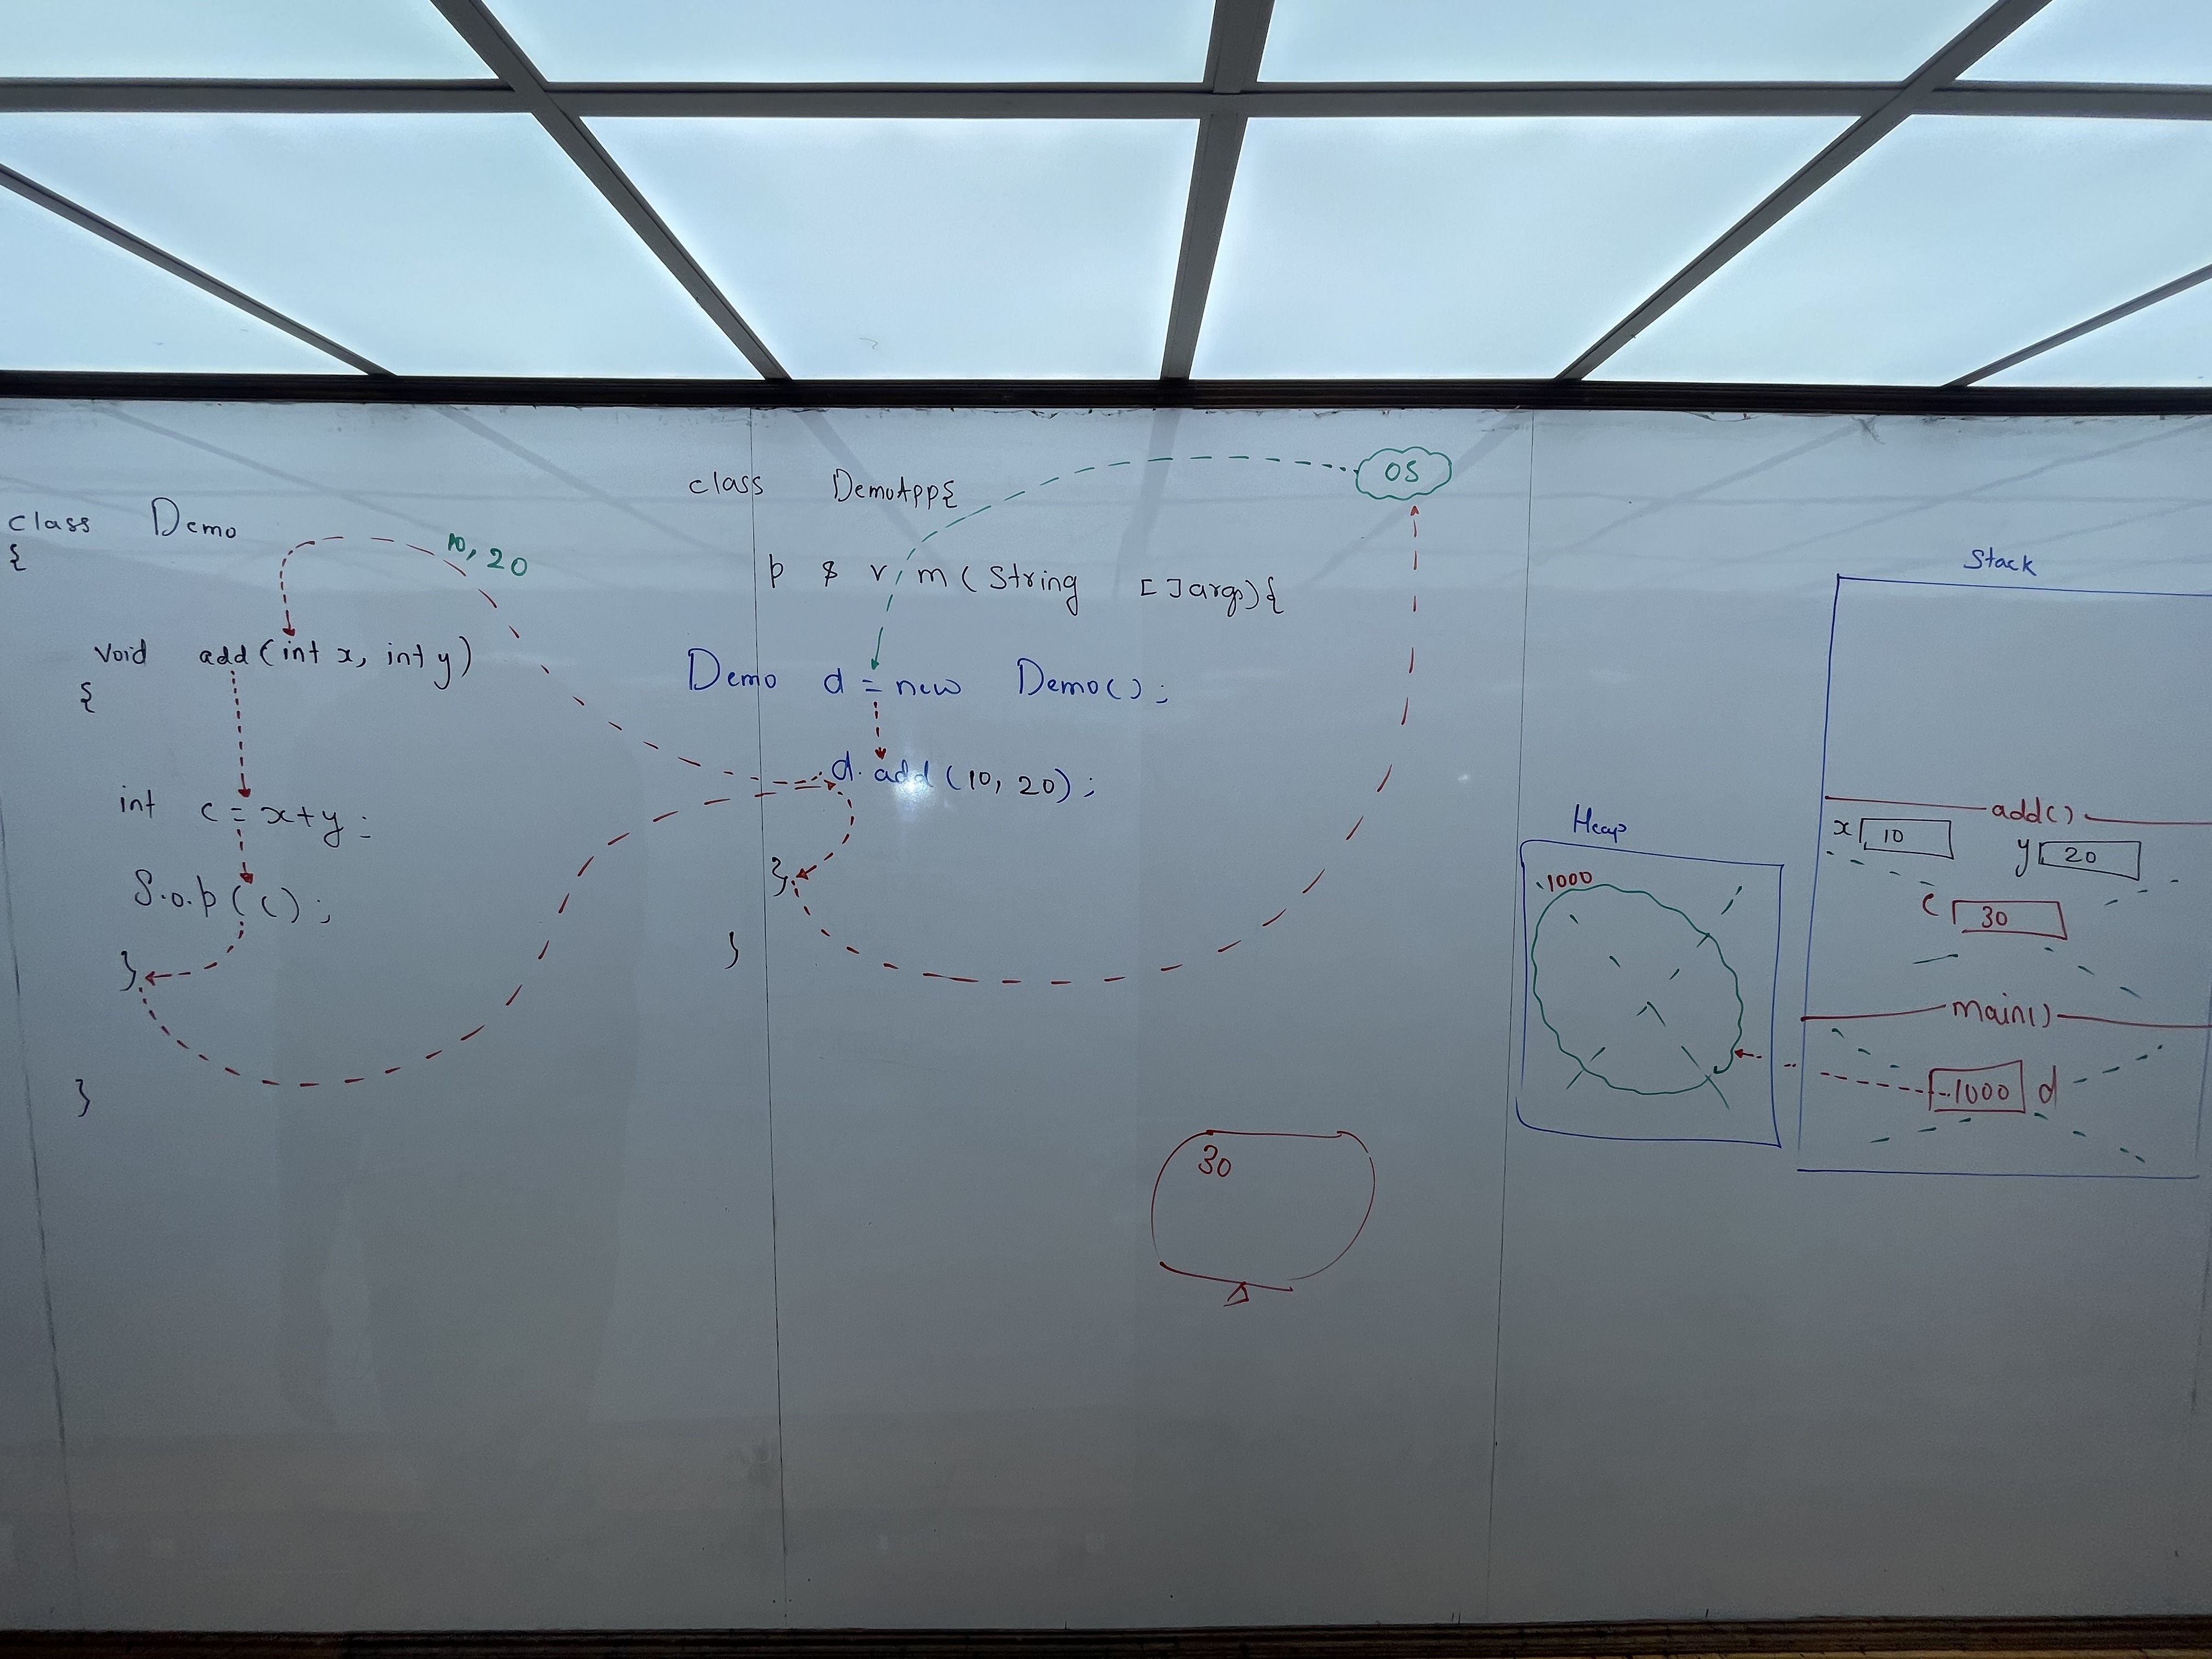 class Demo
{
void add(int x, int y)
{
int c = x+y;
S.o.p(c);
}
}
10, 20
class DemoApp{
p s v m(String []args){
Demo d = new Demo();
d.add(10, 20);
}
}
OS
30
Heap
1000
Stack
add()
x 10
y 20
c 30
main()
1000 d